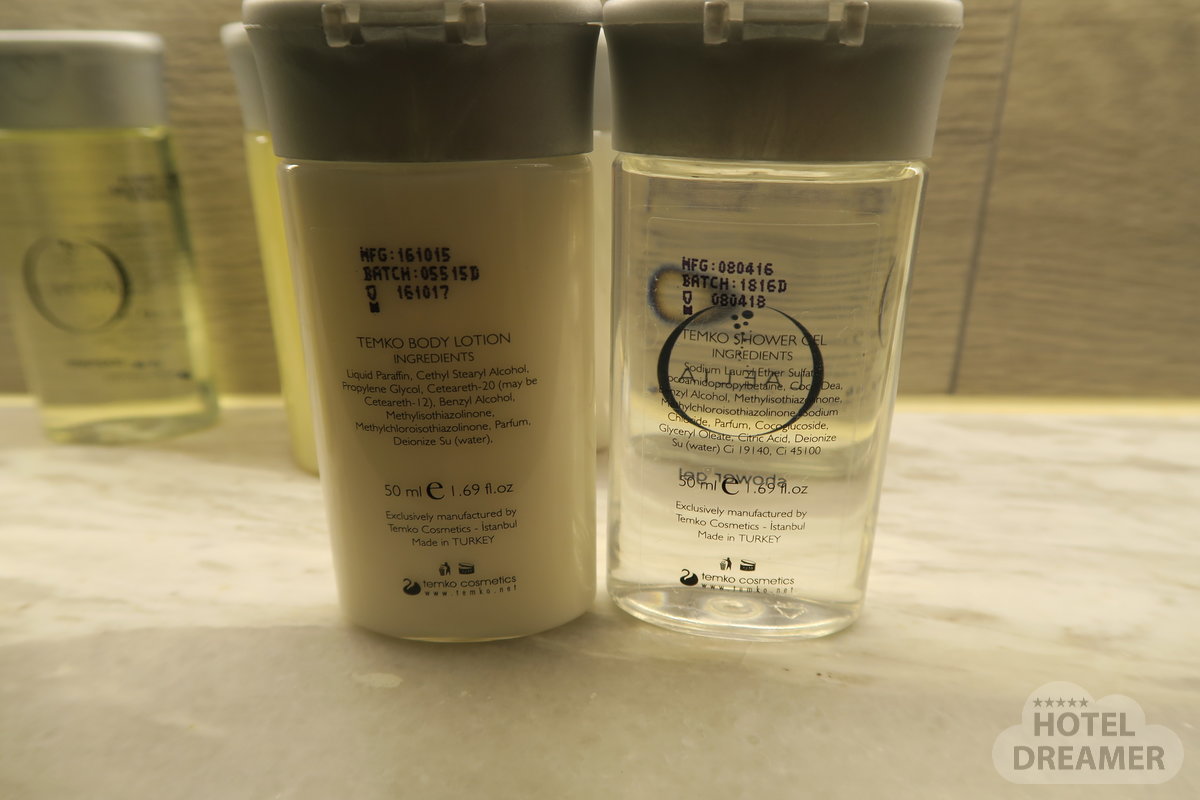 MFG:161015
BATCH:05515D
161017
TEMKO BODY LOTION
INGREDIENTS
Liquid Paraffin, Cethyl Stearyl Alcohol,
Propylene Glycol, Ceteareth-20 (may be
Ceteareth-12), Benzyl Alcohol,
Methylisothiazolinone,
Methylchloroisothiazolinone, Parfum,
Deionize Su (water).
50 ml e 1.69 fl.oz
Exclusively manufactured by
Temko Cosmetics - İstanbul
Made in TURKEY
temko cosmetics
www.temko.net
MFG:080416
BATCH:1816D
080418
TEMKO SHOWER GEL
INGREDIENTS
Sodium Lauryl Ether Sulfate,
Cocoamidopropylbetaine, Coco Dea,
Benzyl Alcohol, Methylisothiazolinone,
Methylchloroisothiazolinone, Sodium
Chloride, Parfum, Cocoglucoside,
Glyceryl Oleate, Citric Acid, Deionize
Su (water) Ci 19140, Ci 45100
shower gel
50 ml e 1.69 fl.oz
Exclusively manufactured by
Temko Cosmetics - İstanbul
Made in TURKEY
temko cosmetics
www.temko.net
HOTEL
DREAMER